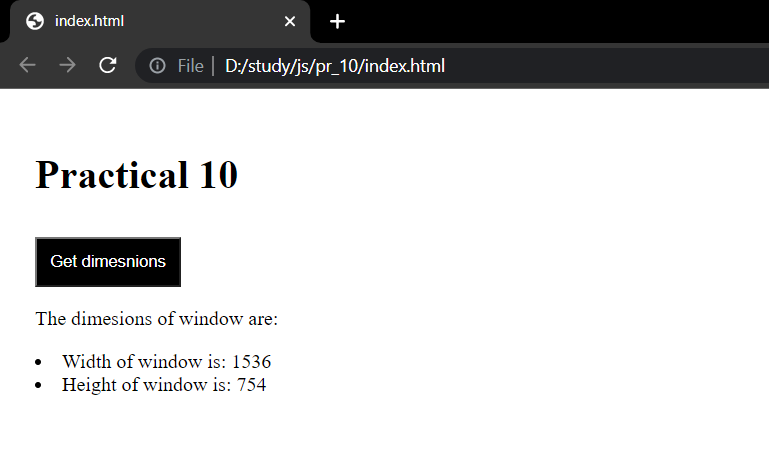 index.html
File | D:/study/js/pr_10/index.html
Practical 10
Get dimesnions
The dimesions of window are:
• Width of window is: 1536
• Height of window is: 754